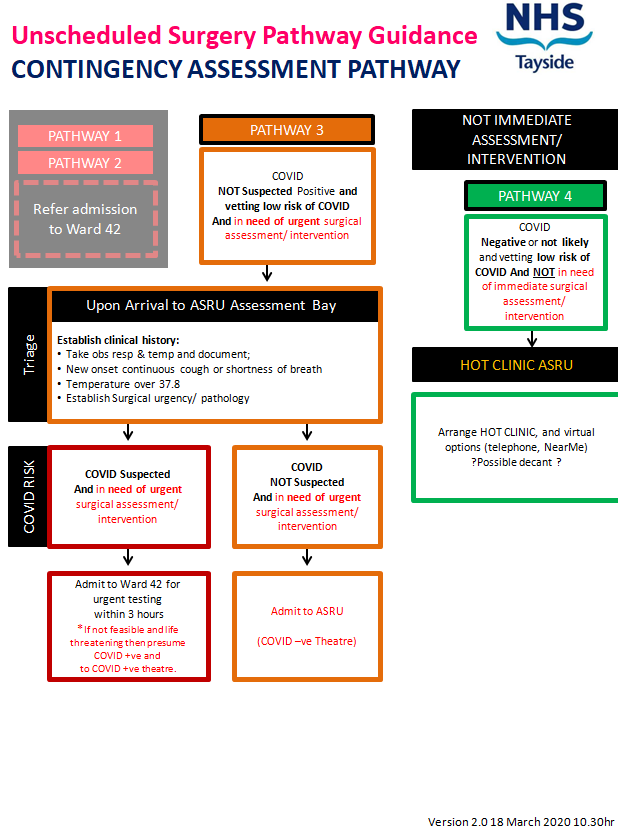 Unscheduled Surgery Pathway Guidance
CONTINGENCY ASSESSMENT PATHWAY
NHS
Tayside
PATHWAY 1
PATHWAY 2
Refer admission
to Ward 42
PATHWAY 3
COVID
NOT Suspected Positive and
vetting low risk of COVID
And in need of urgent surgical
assessment/ intervention
NOT IMMEDIATE
ASSESSMENT/
INTERVENTION
PATHWAY 4
COVID
Negative or not likely
and vetting low risk of
COVID And NOT in need
of immediate surgical
assessment/
intervention
HOT CLINIC ASRU
Arrange HOT CLINIC, and virtual
options (telephone, NearMe)
?Possible decant ?
Triage
Upon Arrival to ASRU Assessment Bay
Establish clinical history:
• Take obs resp & temp and document;
• New onset continuous cough or shortness of breath
• Temperature over 37.8
• Establish Surgical urgency/ pathology
COVID RISK
COVID Suspected
And in need of urgent
surgical assessment/
intervention
COVID
NOT Suspected
And in need of urgent
surgical assessment/
intervention
Admit to Ward 42 for
urgent testing
within 3 hours
*If not feasible and life
threatening then presume
COVID +ve and
to COVID +ve theatre.
Admit to ASRU
(COVID –ve Theatre)
Version 2.0 18 March 2020 10.30hr